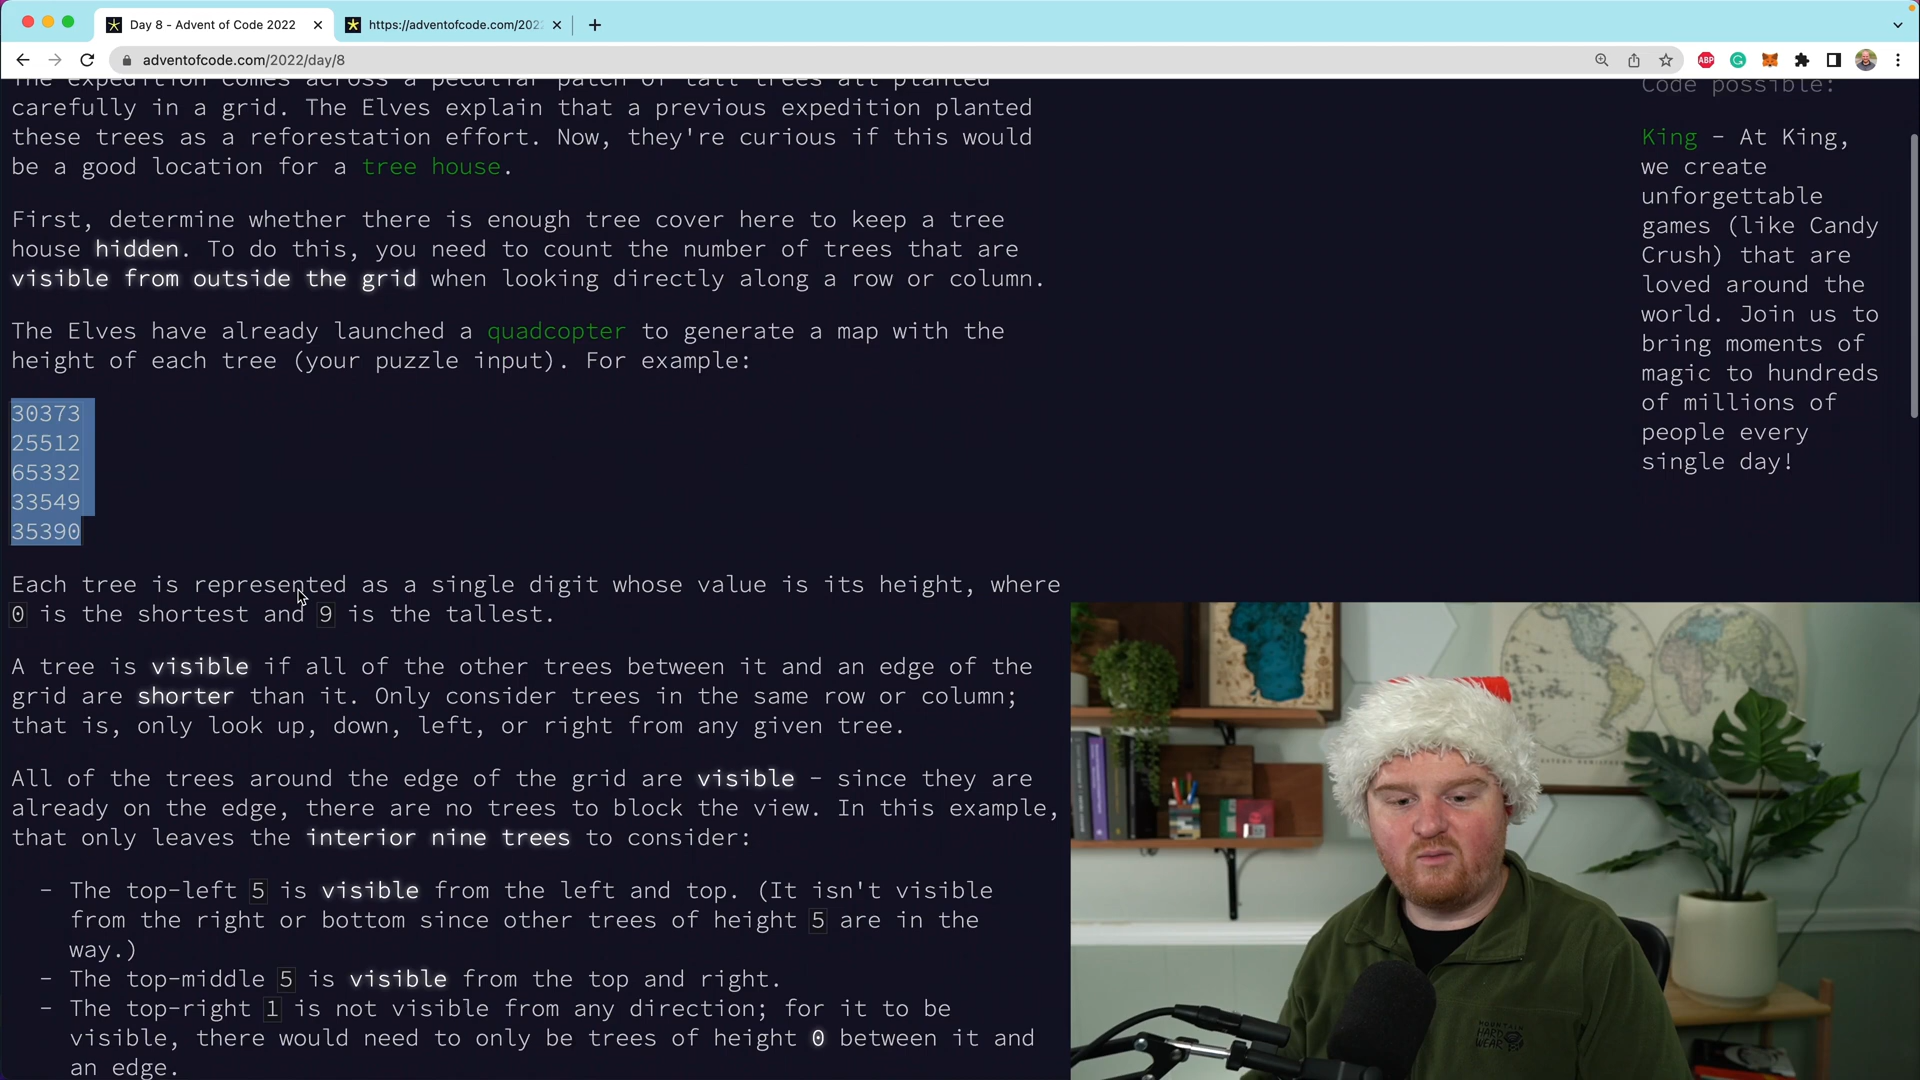 Day 8 - Advent of Code 2022
https://adventofcode.com/202
adventofcode.com/2022/day/8
ABP
The expedition comes across a peculiar patch of tall trees all planted
carefully in a grid. The Elves explain that a previous expedition planted
these trees as a reforestation effort. Now, they're curious if this would
be a good location for a tree house.
First, determine whether there is enough tree cover here to keep a tree
house hidden. To do this, you need to count the number of trees that are
visible from outside the grid when looking directly along a row or column.
The Elves have already launched a quadcopter to generate a map with the
height of each tree (your puzzle input). For example:
30373
25512
65332
33549
35390
Each tree is represented as a single digit whose value is its height, where
0 is the shortest and 9 is the tallest.
A tree is visible if all of the other trees between it and an edge of the
grid are shorter than it. Only consider trees in the same row or column;
that is, only look up, down, left, or right from any given tree.
All of the trees around the edge of the grid are visible - since they are
already on the edge, there are no trees to block the view. In this example,
that only leaves the interior nine trees to consider:
- The top-left 5 is visible from the left and top. (It isn't visible
from the right or bottom since other trees of height 5 are in the
way.)
- The top-middle 5 is visible from the top and right.
- The top-right 1 is not visible from any direction; for it to be
visible, there would need to only be trees of height 0 between it and
an edge.
Code possible:
King - At King,
we create
unforgettable
games (like Candy
Crush) that are
loved around the
world. Join us to
bring moments of
magic to hundreds
of millions of
people every
single day!
MOUNTAIN
HARD
WEAR